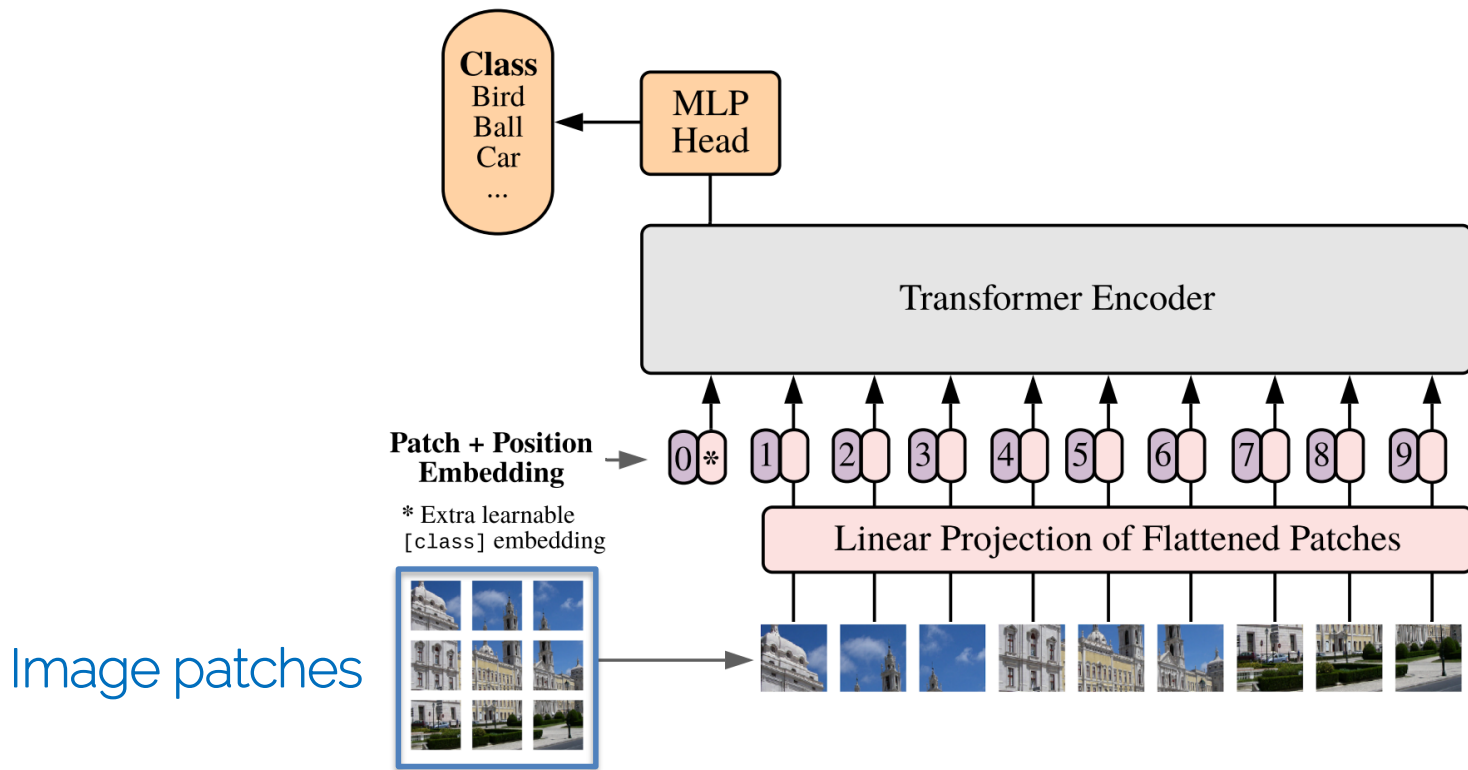 Class
Bird
Ball
Car
...
MLP
Head
Transformer Encoder
Patch + Position
Embedding
0 * 1 2 3 4 5 6 7 8 9
* Extra learnable
[class] embedding
Linear Projection of Flattened Patches
Image patches